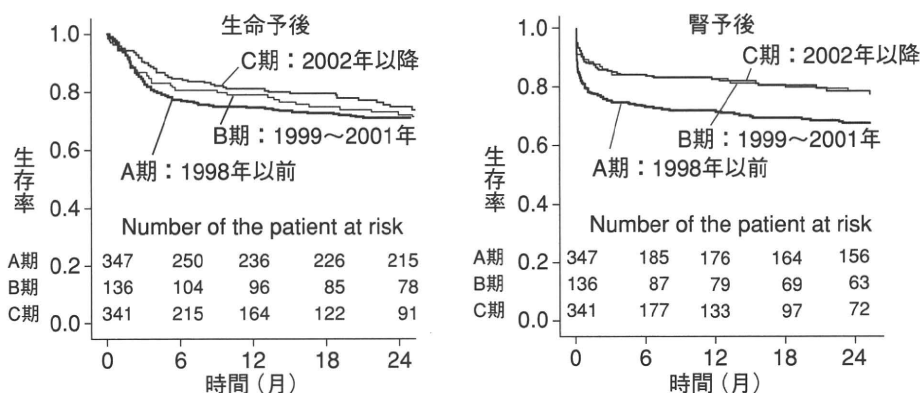 生命予後
1.0
0.8
0.6
0.4
0.2
0.0
生存率
C期：2002年以降
B期：1999〜2001年
A期：1998年以前
Number of the patient at risk
A期 347 250 236 226 215
B期 136 104 96 85 78
C期 341 215 164 122 91
0 6 12 18 24
時間（月）
腎予後
1.0
0.8
0.6
0.4
0.2
0.0
生存率
C期：2002年以降
B期：1999〜2001年
A期：1998年以前
Number of the patient at risk
A期 347 185 176 164 156
B期 136 87 79 69 63
C期 341 177 133 97 72
0 6 12 18 24
時間（月）